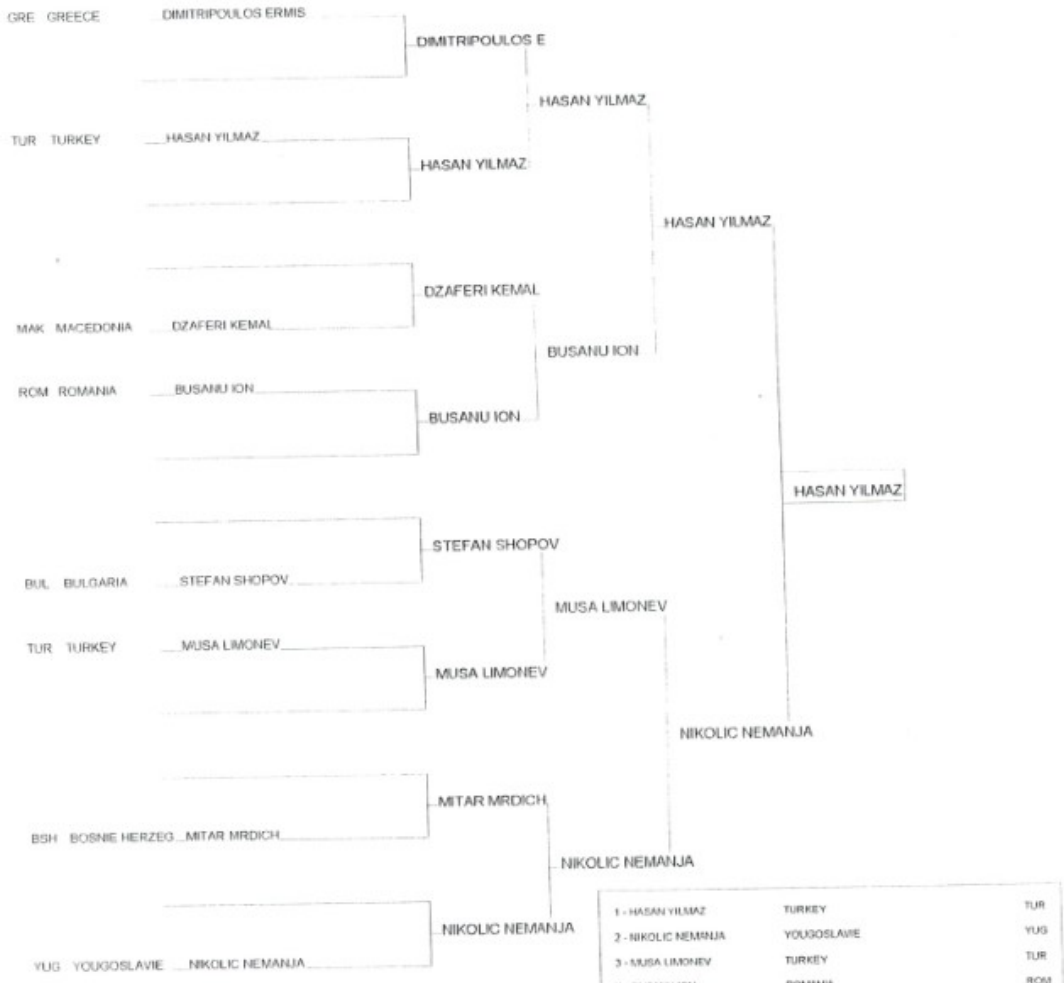 GRE GREECE DIMITRIPOULOS ERMIS
DIMITRIPOULOS E
HASAN YILMAZ
TUR TURKEY HASAN YILMAZ
HASAN YILMAZ
HASAN YILMAZ
DZAFERI KEMAL
MAK MACEDONIA DZAFERI KEMAL
BUSANU ION
ROM ROMANIA BUSANU ION
BUSANU ION
HASAN YILMAZ
STEFAN SHOPOV
BUL BULGARIA STEFAN SHOPOV
MUSA LIMONEV
TUR TURKEY MUSA LIMONEV
MUSA LIMONEV
NIKOLIC NEMANJA
MITAR MRDICH
BSH BOSNIE HERZEG MITAR MRDICH
NIKOLIC NEMANJA
NIKOLIC NEMANJA
YUG YOUGOSLAVIE NIKOLIC NEMANJA
1 - HASAN YILMAZ TURKEY TUR
2 - NIKOLIC NEMANJA YOUGOSLAVIE YUG
3 - MUSA LIMONEV TURKEY TUR
ROM